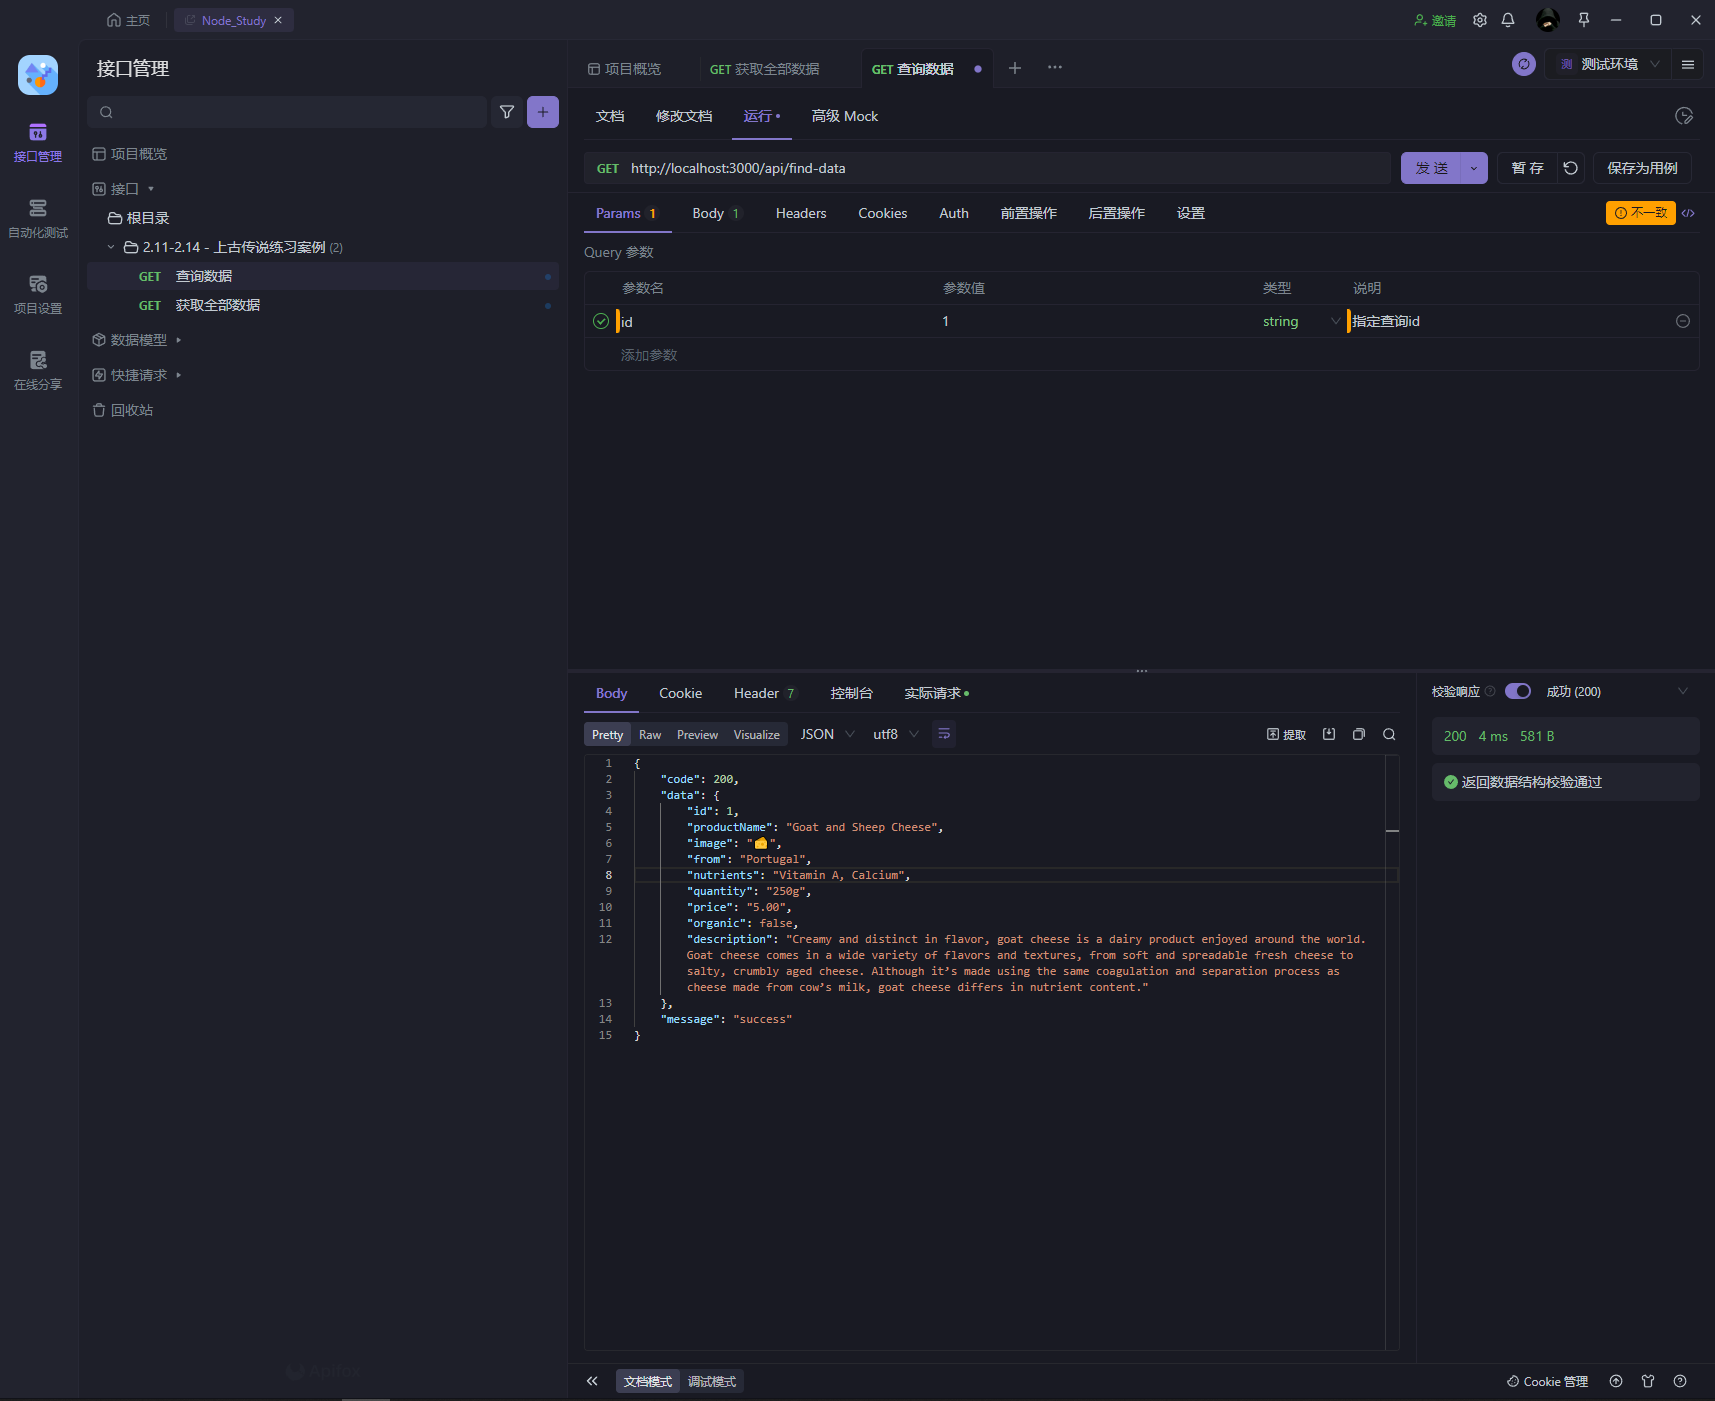 主页
Node_Study
邀请
接口管理
项目概览
GET 获取全部数据
GET 查询数据
测 测试环境
文档
修改文档
运行
高级 Mock
接口管理
自动化测试
项目设置
在线分享
项目概览
接口
根目录
2.11-2.14 - 上古传说练习案例 (2)
GET 查询数据
GET 获取全部数据
数据模型
快捷请求
回收站
GET http://localhost:3000/api/find-data
发 送
暂 存
保存为用例
Params 1
Body 1
Headers
Cookies
Auth
前置操作
后置操作
设置
不一致
Query 参数
参数名 参数值 类型 说明
id 1 string 指定查询id
添加参数
Body
Cookie
Header 7
控制台
实际请求
校验响应
成功 (200)
Pretty
Raw
Preview
Visualize
JSON
utf8
提取
200 4 ms 581 B
返回数据结构校验通过
1 {
2 "code": 200,
3 "data": {
4 "id": 1,
5 "productName": "Goat and Sheep Cheese",
6 "image": "🧀",
7 "from": "Portugal",
8 "nutrients": "Vitamin A, Calcium",
9 "quantity": "250g",
10 "price": "5.00",
11 "organic": false,
12 "description": "Creamy and distinct in flavor, goat cheese is a dairy product enjoyed around the world.
Goat cheese comes in a wide variety of flavors and textures, from soft and spreadable fresh cheese to
salty, crumbly aged cheese. Although it’s made using the same coagulation and separation process as
cheese made from cow’s milk, goat cheese differs in nutrient content."
13 },
14 "message": "success"
15 }
Apifox
文档模式
调试模式
Cookie 管理